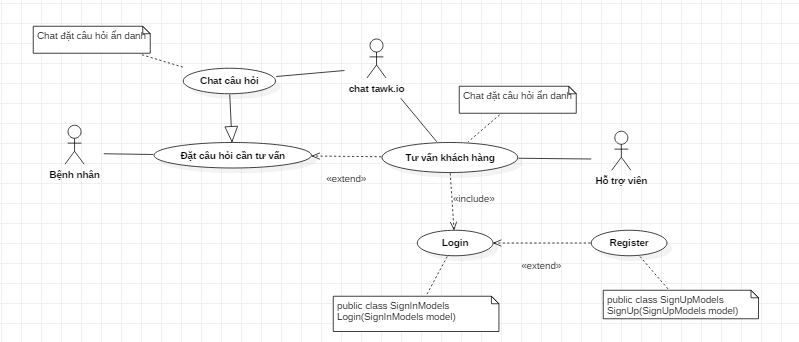 Chat đặt câu hỏi ẩn danh
Chat câu hỏi
chat tawk.io
Chat đặt câu hỏi ẩn danh
Bệnh nhân
Đặt câu hỏi cần tư vấn
Tư vấn khách hàng
Hỗ trợ viên
«extend»
«include»
Login
Register
«extend»
public class SignInModels
Login(SignInModels model)
public class SignUpModels
SignUp(SignUpModels model)